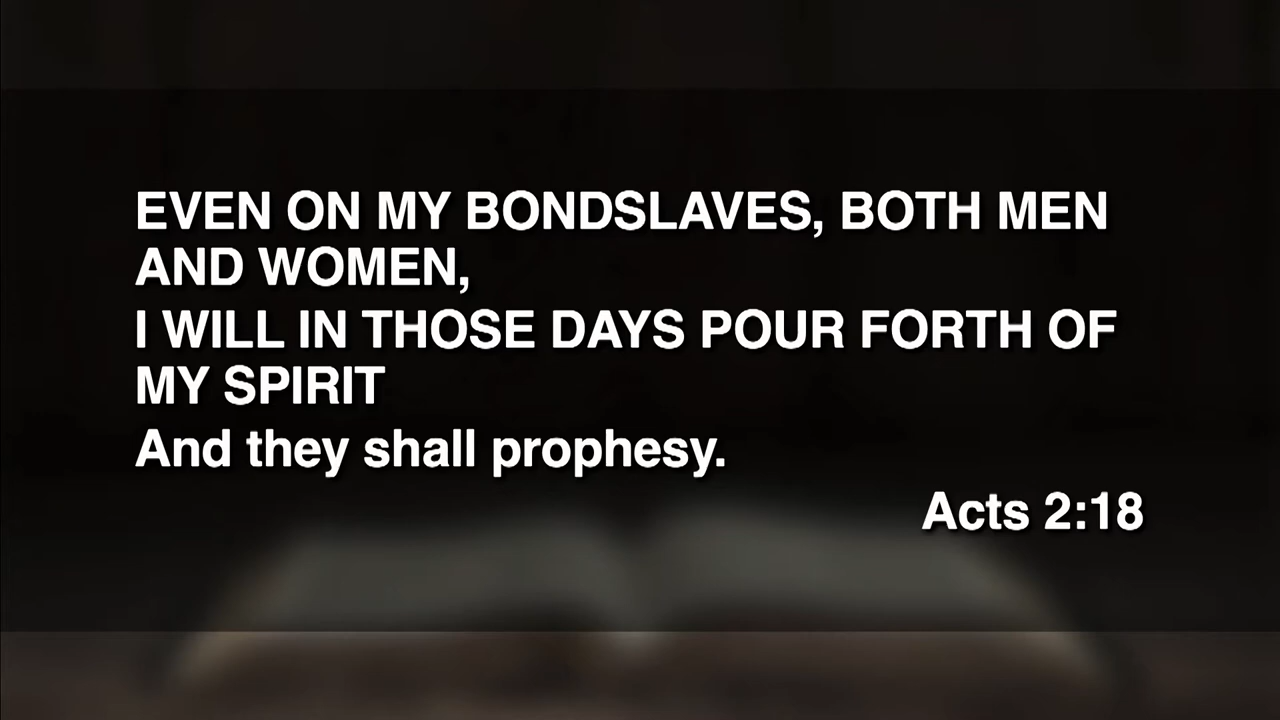 EVEN ON MY BONDSLAVES, BOTH MEN
AND WOMEN,
I WILL IN THOSE DAYS POUR FORTH OF
MY SPIRIT
And they shall prophesy.
Acts 2:18